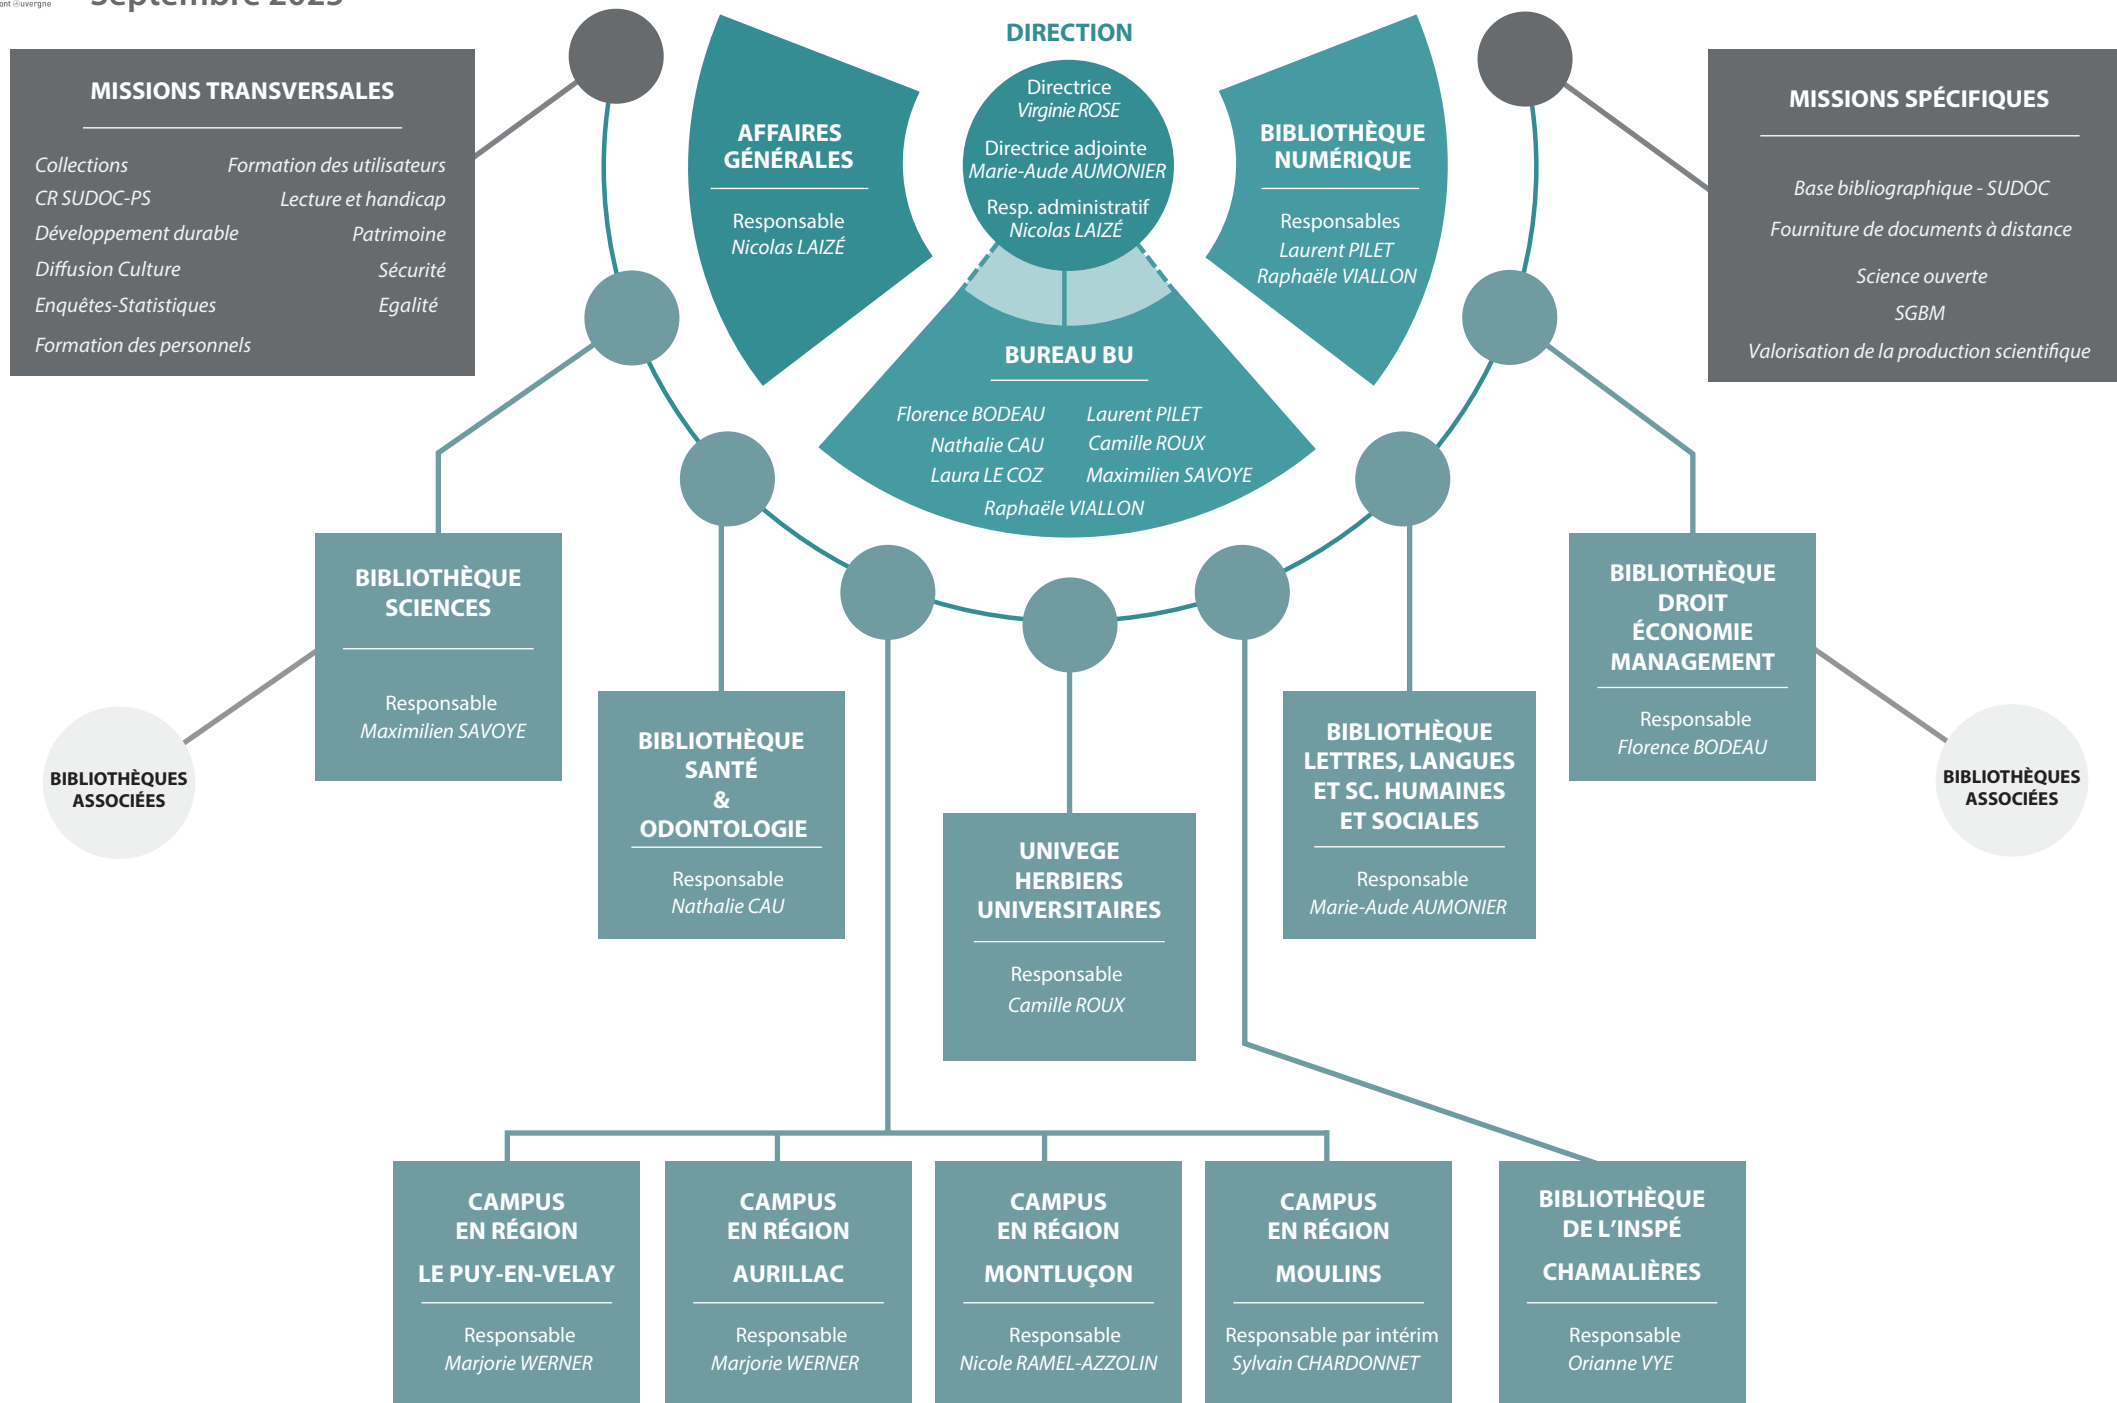 MISSIONS TRANSVERSALES
Collections
CR SUDOC-PS
Développement durable
Diffusion Culture
Enquêtes-Statistiques
Formation des personnels
Formation des utilisateurs
Lecture et handicap
Patrimoine
Sécurité
Egalité
AFFAIRES
GÉNÉRALES
Responsable
Nicolas LAIZÉ
DIRECTION
Directrice
Virginie ROSE
Directrice adjointe
Marie-Aude AUMONIER
Resp. administratif
Nicolas LAIZÉ
BIBLIOTHÈQUE
NUMÉRIQUE
Responsables
Laurent PILET
Raphaële VIALLON
MISSIONS SPÉCIFIQUES
Base bibliographique - SUDOC
Fourniture de documents à distance
Science ouverte
SGBM
Valorisation de la production scientifique
BUREAU BU
Florence BODEAU
Laurent PILET
Nathalie CAU
Camille ROUX
Laura LE COZ
Maximilien SAVOYE
Raphaële VIALLON
BIBLIOTHÈQUE
SCIENCES
Responsable
Maximilien SAVOYE
BIBLIOTHÈQUES
ASSOCIÉES
BIBLIOTHÈQUE
SANTÉ
&
ODONTOLOGIE
Responsable
Nathalie CAU
UNIVEGE
HERBIERS
UNIVERSITAIRES
Responsable
Camille ROUX
BIBLIOTHÈQUE
LETTRES, LANGUES
ET SC. HUMAINES
ET SOCIALES
Responsable
Marie-Aude AUMONIER
BIBLIOTHÈQUE
DROIT
ÉCONOMIE
MANAGEMENT
Responsable
Florence BODEAU
BIBLIOTHÈQUES
ASSOCIÉES
CAMPUS
EN RÉGION
LE PUY-EN-VELAY
Responsable
Marjorie WERNER
CAMPUS
EN RÉGION
AURILLAC
Responsable
Marjorie WERNER
CAMPUS
EN RÉGION
MONTLUÇON
Responsable
Nicole RAMEL-AZZOLIN
CAMPUS
EN RÉGION
MOULINS
Responsable par intérim
Sylvain CHARDONNET
BIBLIOTHÈQUE
DE L'INSPÉ
CHAMALIÈRES
Responsable
Orianne VYE